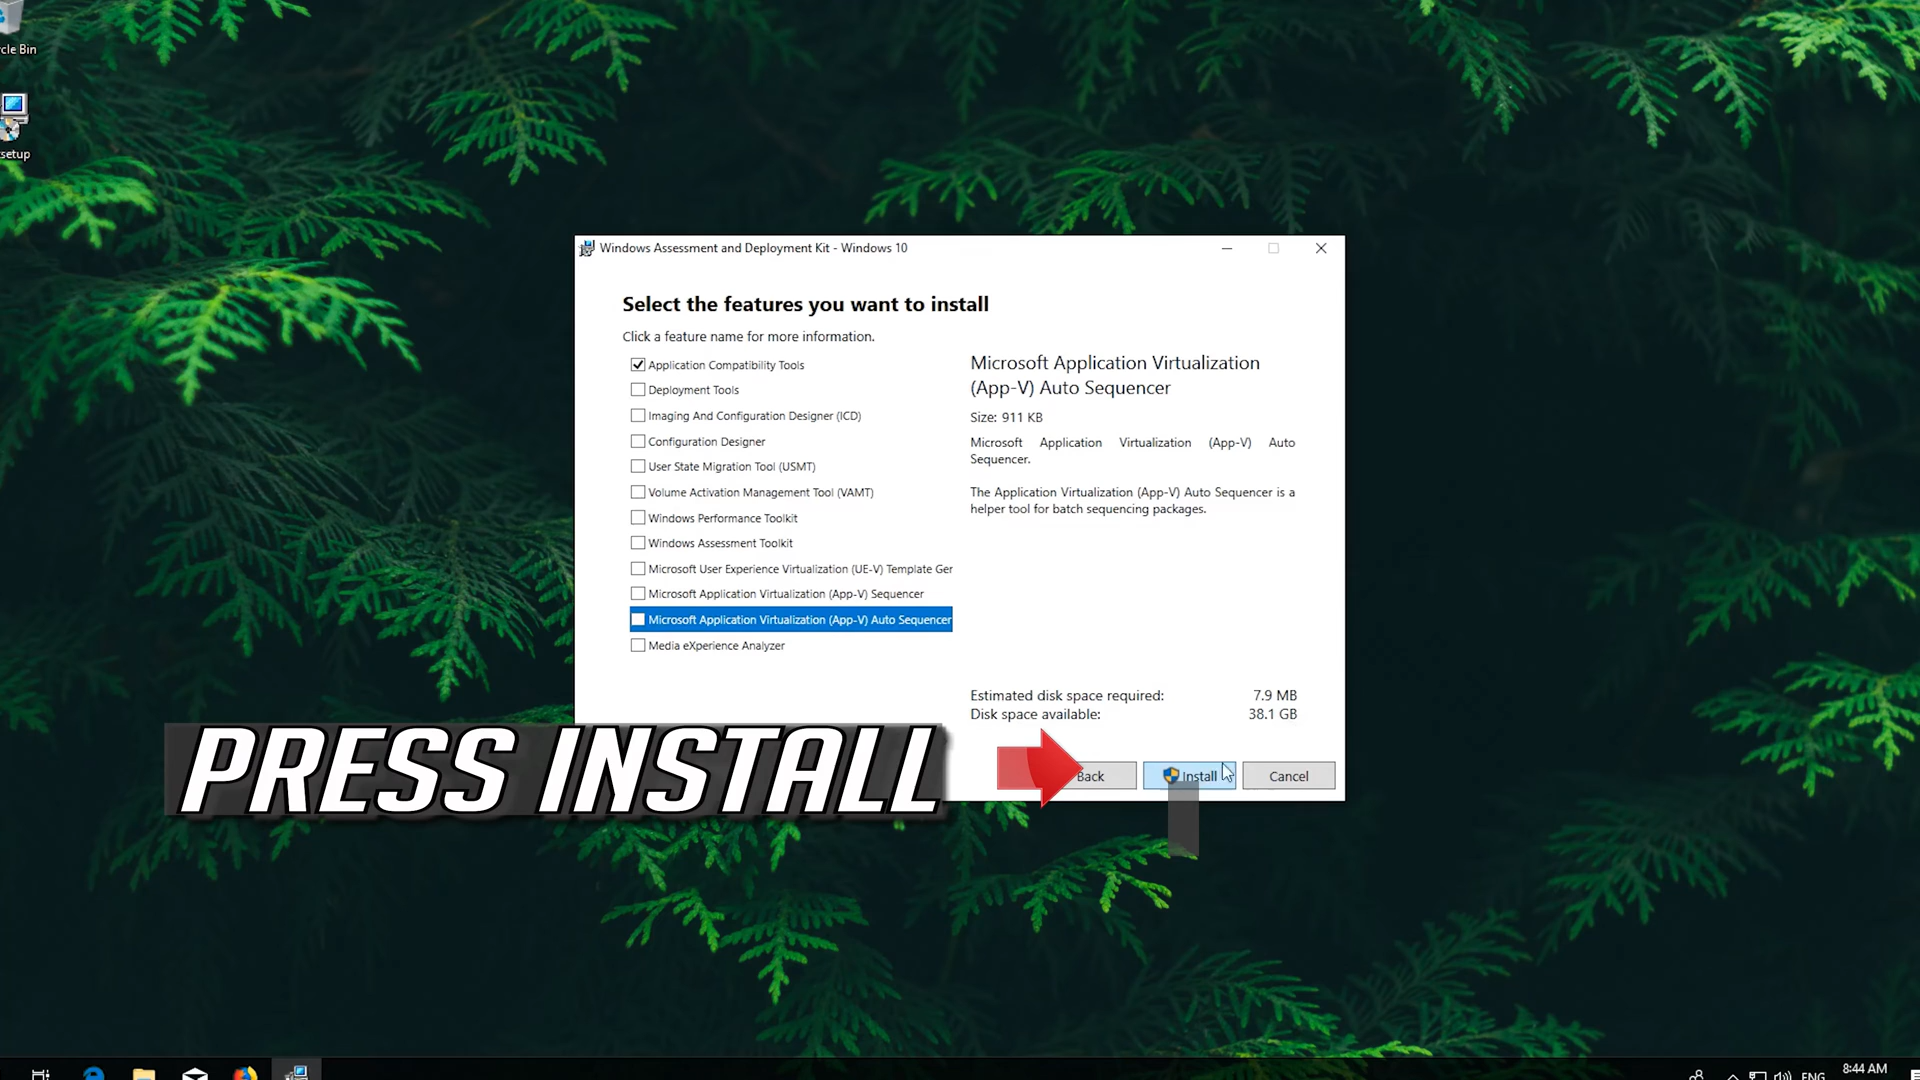 cle Bin
setup
Windows Assessment and Deployment Kit - Windows 10
Select the features you want to install
Click a feature name for more information.
Application Compatibility Tools
Deployment Tools
Imaging And Configuration Designer (ICD)
Configuration Designer
User State Migration Tool (USMT)
Volume Activation Management Tool (VAMT)
Windows Performance Toolkit
Windows Assessment Toolkit
Microsoft User Experience Virtualization (UE-V) Template Ger
Microsoft Application Virtualization (App-V) Sequencer
Microsoft Application Virtualization (App-V) Auto Sequencer
Media eXperience Analyzer
Microsoft Application Virtualization
(App-V) Auto Sequencer
Size: 911 KB
Microsoft Application Virtualization (App-V) Auto
Sequencer.
The Application Virtualization (App-V) Auto Sequencer is a
helper tool for batch sequencing packages.
Estimated disk space required: 7.9 MB
Disk space available: 38.1 GB
PRESS INSTALL
Back Install Cancel
ENG 8:44 AM